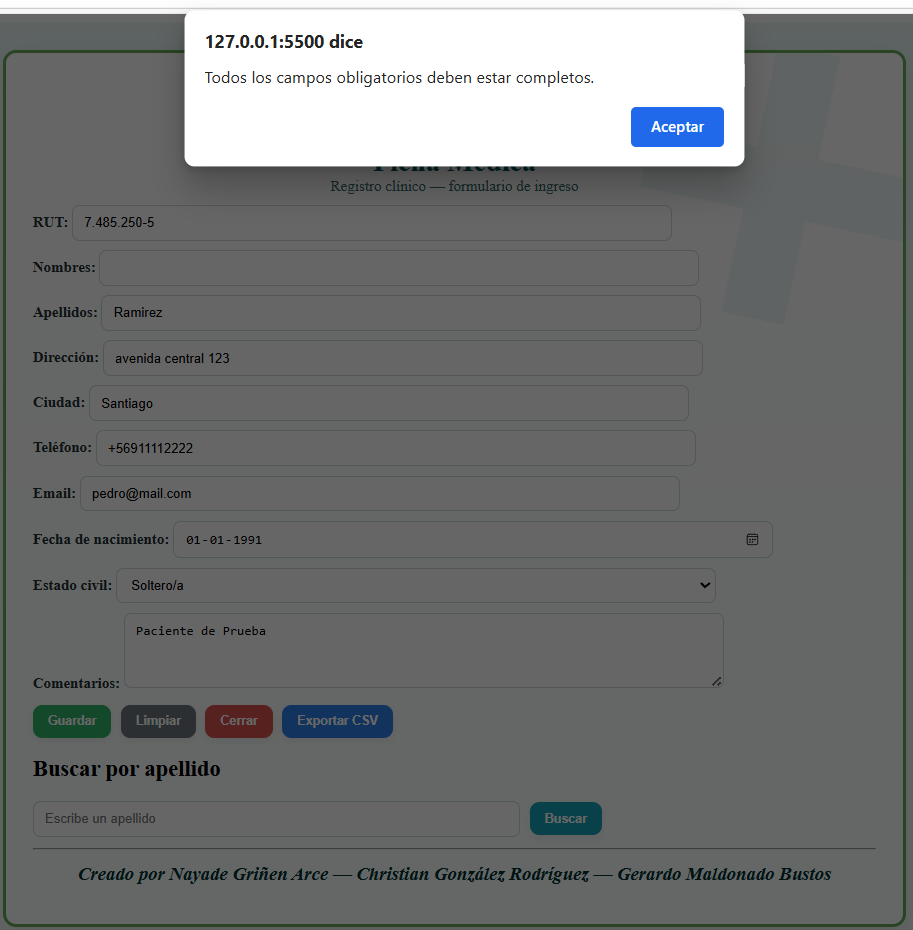 127.0.0.1:5500 dice
Todos los campos obligatorios deben estar completos.
Aceptar
Ficha Médica
Registro clínico — formulario de ingreso
RUT: 7.485.250-5
Nombres:
Apellidos: Ramirez
Dirección: avenida central 123
Ciudad: Santiago
Teléfono: +56911112222
Email: pedro@mail.com
Fecha de nacimiento: 01-01-1991
Estado civil: Soltero/a
Paciente de Prueba
Comentarios:
Guardar Limpiar Cerrar Exportar CSV
Buscar por apellido
Escribe un apellido Buscar
Creado por Nayade Griñen Arce — Christian González Rodríguez — Gerardo Maldonado Bustos